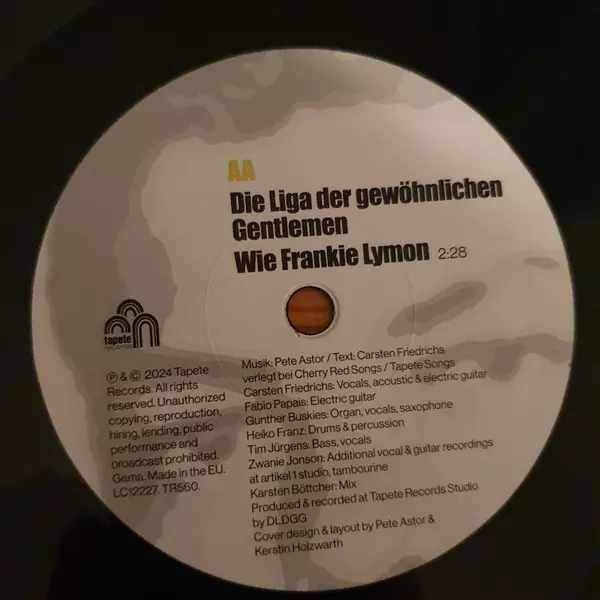 AA
Die Liga der gewöhnlichen
Gentlemen
Wie Frankie Lymon 2:28
tapete
records
Ⓟ & © 2024 Tapete
Records. All rights
reserved. Unauthorized
copying, reproduction,
hiring, lending, public
performance and
broadcast prohibited.
Gema. Made in the EU.
LC12227. TR560.
Musik: Pete Astor / Text: Carsten Friedrichs
verlegt bei Cherry Red Songs / Tapete Songs
Carsten Friedrichs: Vocals, acoustic & electric guitar
Fabio Papais: Electric guitar
Gunther Buskies: Organ, vocals, saxophone
Heiko Franz: Drums & percussion
Tim Jürgens: Bass, vocals
Zwanie Jonson: Additional vocal & guitar recordings
at artikel 1 studio, tambourine
Karsten Böttcher: Mix
Produced & recorded at Tapete Records Studio
by DLDGG
Cover design & layout by Pete Astor &
Kerstin Holzwarth